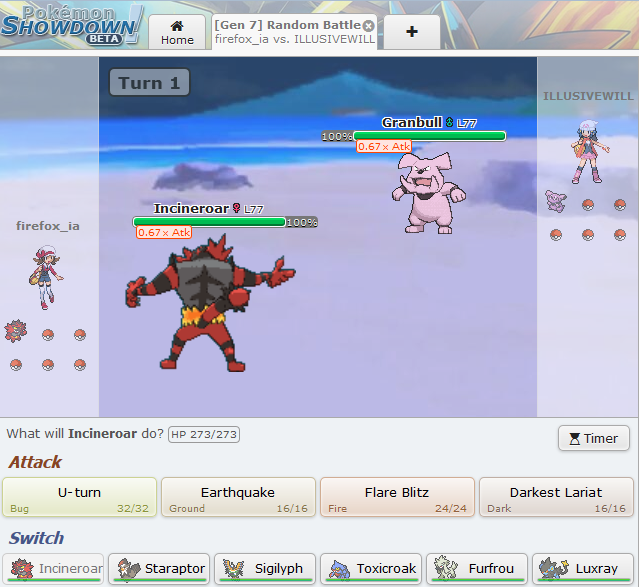 Pokémon
SHOWDOWN!
BETA
Home
[Gen 7] Random Battle
firefox_ia vs. ILLUSIVEWILL
+
Turn 1
ILLUSIVEWILL
Granbull L77
100%
0.67x Atk
Incineroar L77
100%
0.67x Atk
firefox_ia
What will Incineroar do? HP 273/273
Timer
Attack
U-turn
Bug 32/32
Earthquake
Ground 16/16
Flare Blitz
Fire 24/24
Darkest Lariat
Dark 16/16
Switch
Incineroar
Staraptor
Sigilyph
Toxicroak
Furfrou
Luxray